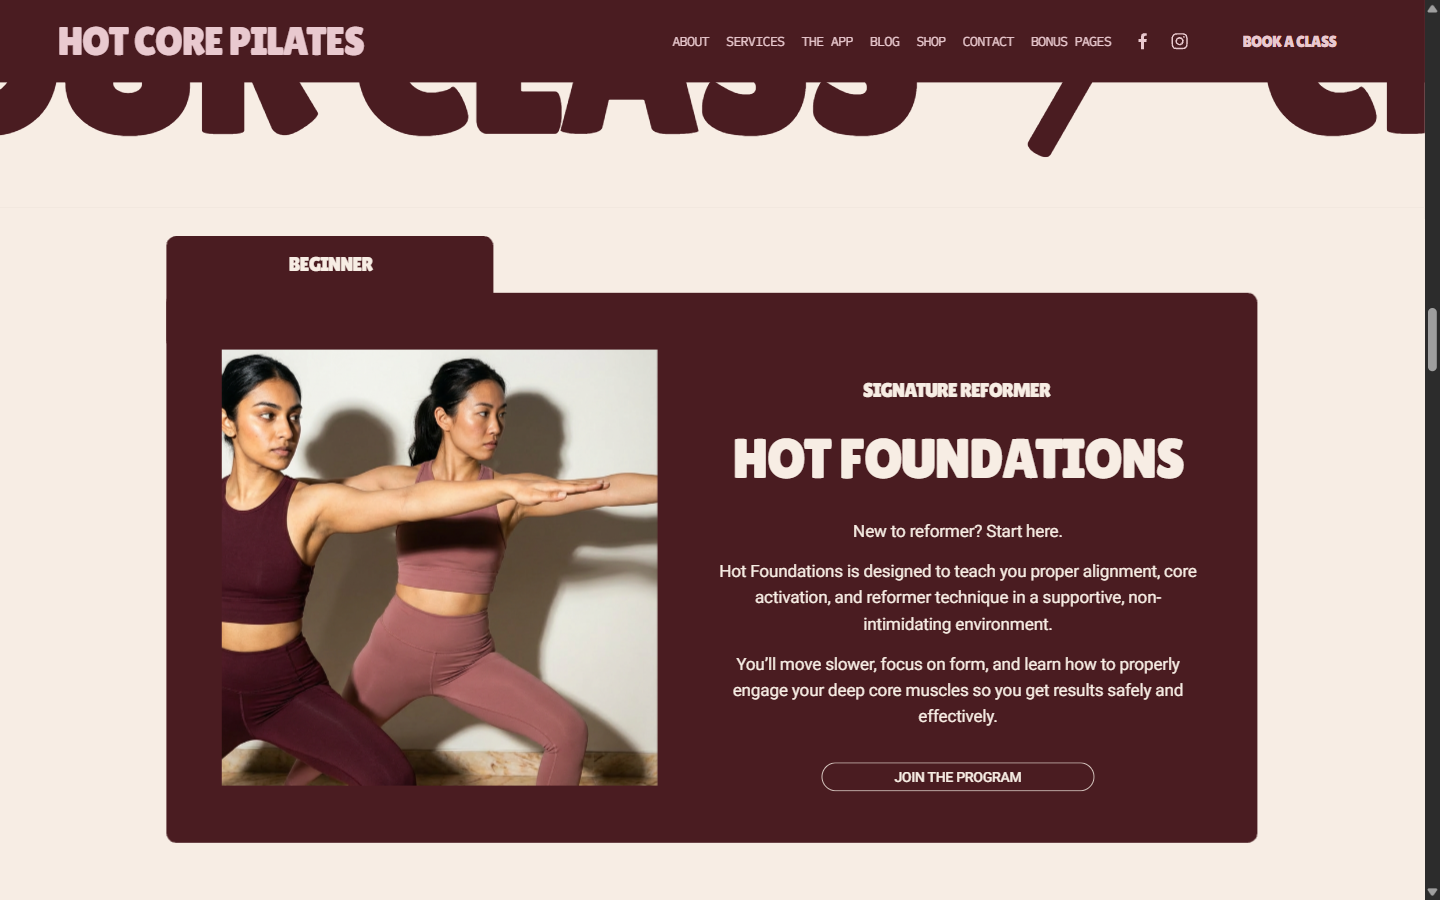 HOT CORE PILATES
ABOUT SERVICES THE APP BLOG SHOP CONTACT BONUS PAGES
BOOK A CLASS
CLASS /
BEGINNER
SIGNATURE REFORMER
HOT FOUNDATIONS
New to reformer? Start here.
Hot Foundations is designed to teach you proper alignment, core
activation, and reformer technique in a supportive, non-
intimidating environment.
You’ll move slower, focus on form, and learn how to properly
engage your deep core muscles so you get results safely and
effectively.
JOIN THE PROGRAM